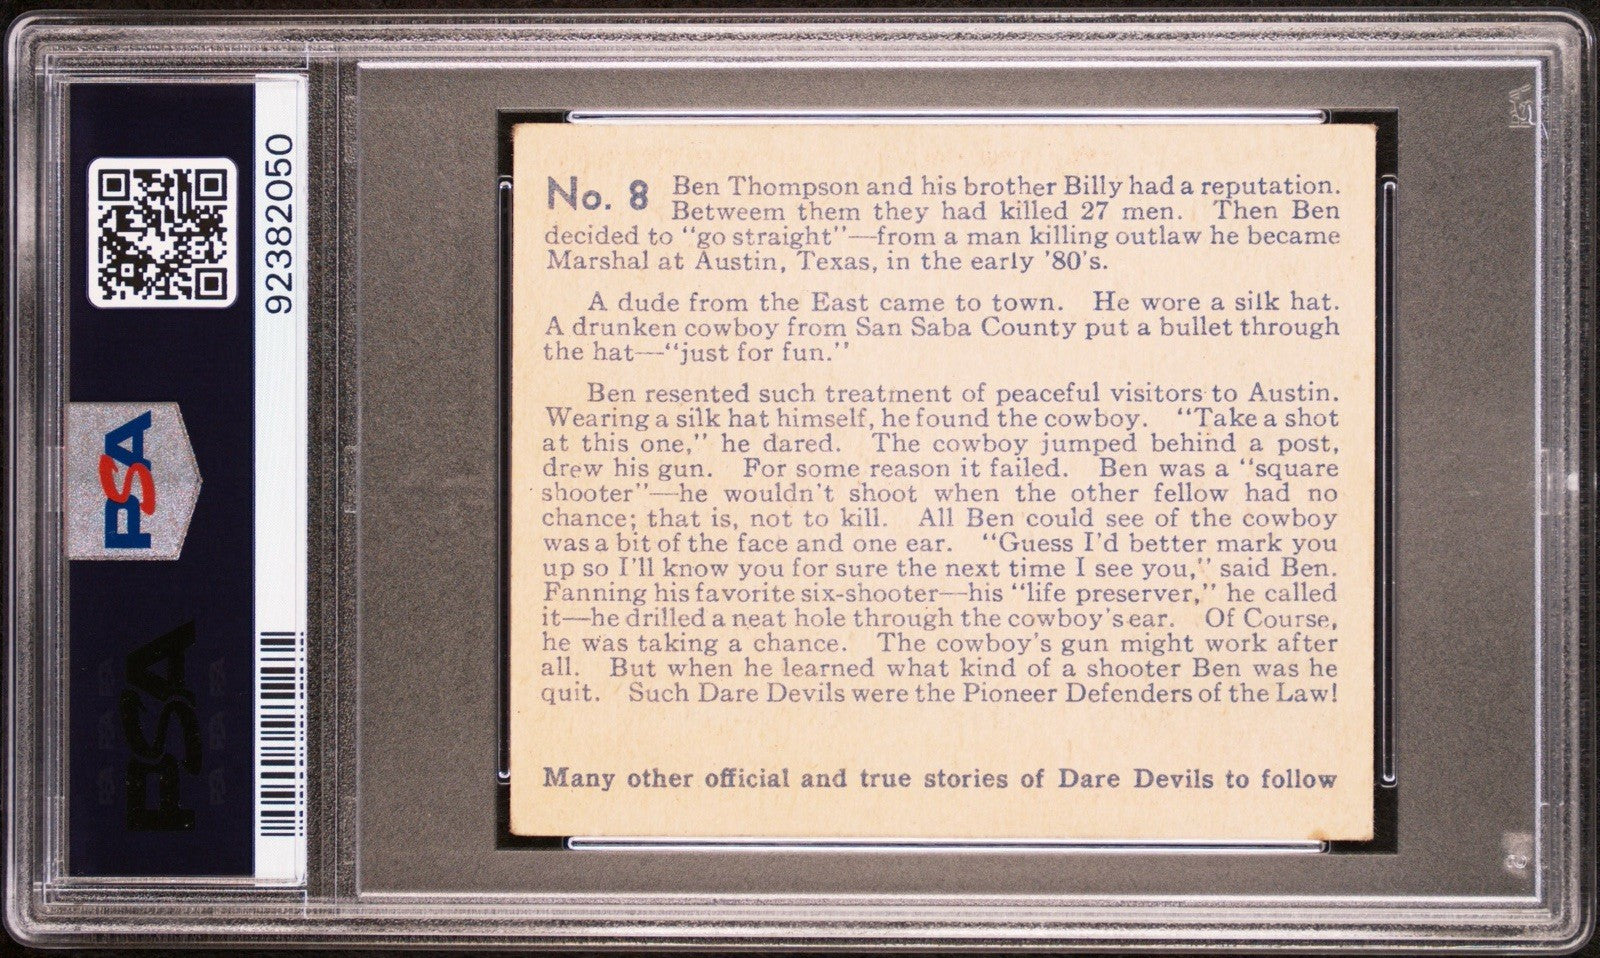 92382050
PSA
PSA
No. 8 Ben Thompson and his brother Billy had a reputation.
Betweem them they had killed 27 men. Then Ben
decided to "go straight"—from a man killing outlaw he became
Marshal at Austin, Texas, in the early '80's.
A dude from the East came to town. He wore a silk hat.
A drunken cowboy from San Saba County put a bullet through
the hat—"just for fun."
Ben resented such treatment of peaceful visitors to Austin.
Wearing a silk hat himself, he found the cowboy. "Take a shot
at this one," he dared. The cowboy jumped behind a post,
drew his gun. For some reason it failed. Ben was a "square
shooter"—he wouldn't shoot when the other fellow had no
chance; that is, not to kill. All Ben could see of the cowboy
was a bit of the face and one ear. "Guess I'd better mark you
up so I'll know you for sure the next time I see you," said Ben.
Fanning his favorite six-shooter—his "life preserver," he called
it—he drilled a neat hole through the cowboy's ear. Of Course,
he was taking a chance. The cowboy's gun might work after
all. But when he learned what kind of a shooter Ben was he
quit. Such Dare Devils were the Pioneer Defenders of the Law!
Many other official and true stories of Dare Devils to follow